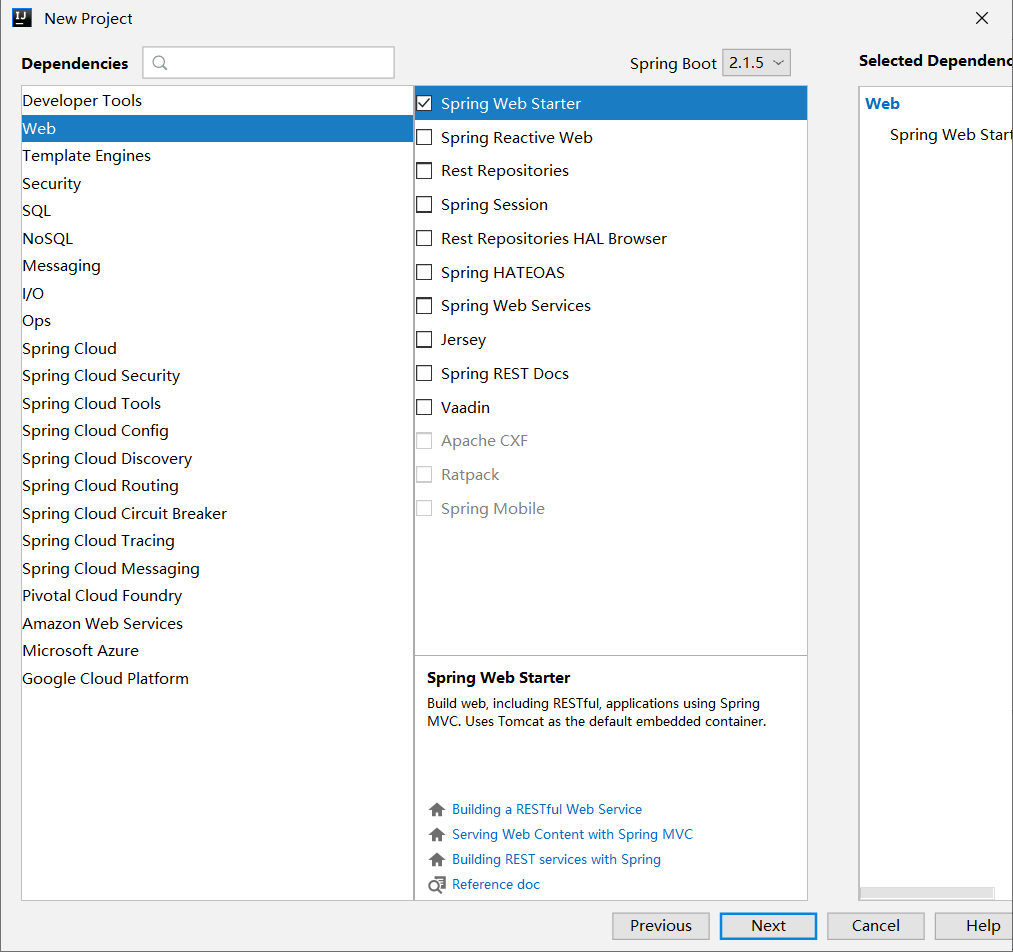 IJ New Project
Dependencies
Spring Boot 2.1.5
Selected Dependenc
Developer Tools
Web
Template Engines
Security
SQL
NoSQL
Messaging
I/O
Ops
Spring Cloud
Spring Cloud Security
Spring Cloud Tools
Spring Cloud Config
Spring Cloud Discovery
Spring Cloud Routing
Spring Cloud Circuit Breaker
Spring Cloud Tracing
Spring Cloud Messaging
Pivotal Cloud Foundry
Amazon Web Services
Microsoft Azure
Google Cloud Platform
Spring Web Starter
Spring Reactive Web
Rest Repositories
Spring Session
Rest Repositories HAL Browser
Spring HATEOAS
Spring Web Services
Jersey
Spring REST Docs
Vaadin
Apache CXF
Ratpack
Spring Mobile
Spring Web Starter
Build web, including RESTful, applications using Spring
MVC. Uses Tomcat as the default embedded container.
Building a RESTful Web Service
Serving Web Content with Spring MVC
Building REST services with Spring
Reference doc
Web
Spring Web Start
Previous
Next
Cancel
Help